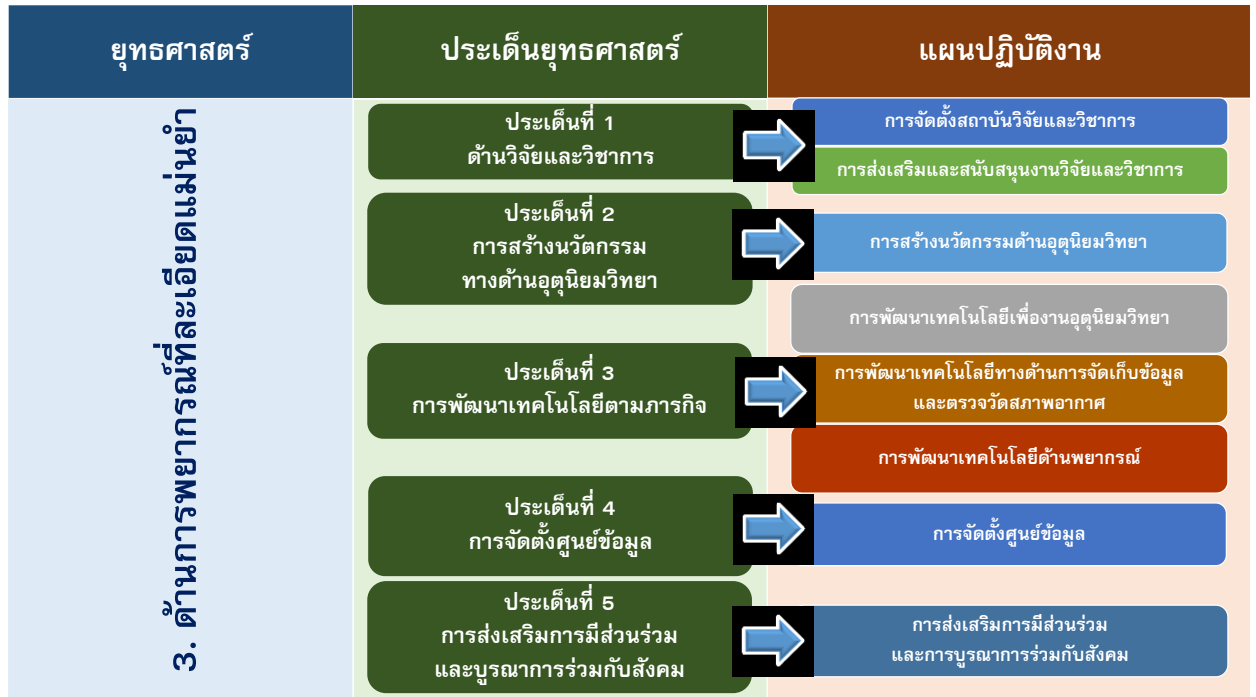 ยุทธศาสตร์
ประเด็นยุทธศาสตร์
แผนปฏิบัติงาน
3. ด้านการพยากรณ์ที่ละเอียดแม่นยำ
ประเด็นที่ 1
ด้านวิจัยและวิชาการ
การจัดตั้งสถาบันวิจัยและวิชาการ
การส่งเสริมและสนับสนุนงานวิจัยและวิชาการ
ประเด็นที่ 2
การสร้างนวัตกรรม
ทางด้านอุตุนิยมวิทยา
การสร้างนวัตกรรมด้านอุตุนิยมวิทยา
ประเด็นที่ 3
การพัฒนาเทคโนโลยีตามภารกิจ
การพัฒนาเทคโนโลยีเพื่องานอุตุนิยมวิทยา
การพัฒนาเทคโนโลยีทางด้านการจัดเก็บข้อมูล
และตรวจวัดสภาพอากาศ
การพัฒนาเทคโนโลยีด้านพยากรณ์
ประเด็นที่ 4
การจัดตั้งศูนย์ข้อมูล
การจัดตั้งศูนย์ข้อมูล
ประเด็นที่ 5
การส่งเสริมการมีส่วนร่วม
และบูรณาการร่วมกับสังคม
การส่งเสริมการมีส่วนร่วม
และการบูรณาการร่วมกับสังคม